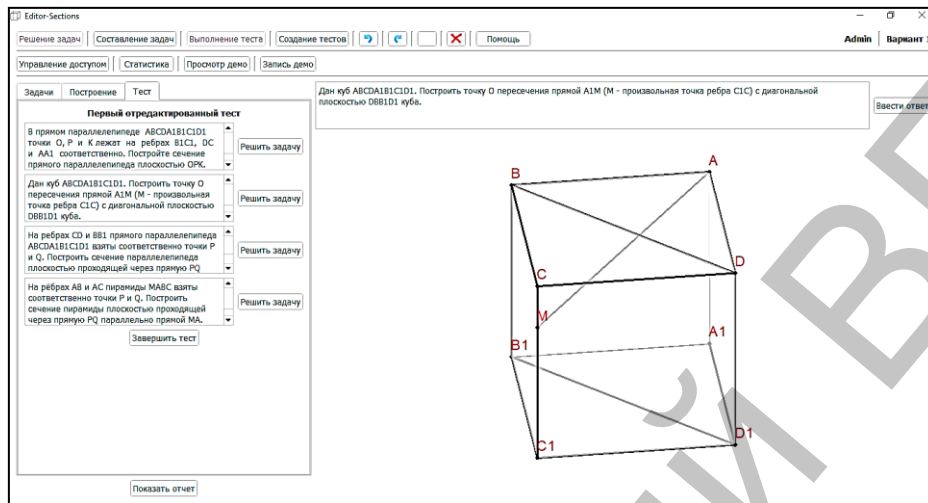 Editor-Sections
Решение задач Составление задач Выполнение теста Создание тестов Помощь Admin Вариант
Управление доступом Статистика Просмотр демо Запись демо
Задачи Построение Тест
Первый отредактированный тест
В прямом параллелепипеде ABCDA1B1C1D1
точки O, P и K лежат на ребрах B1C1, DC
и AA1 соответственно. Постройте сечение
прямого параллелепипеда плоскостью OPK.
Решить задачу
Дан куб ABCDA1B1C1D1. Построить точку O
пересечения прямой A1M (M - произвольная
точка ребра C1C) с диагональной плоскостью
DBB1D1 куба.
Решить задачу
На ребрах CD и BB1 прямого параллелепипеда
ABCDA1B1C1D1 взяты соответственно точки P
и Q. Построить сечение параллелепипеда
плоскостью проходящей через прямую PQ
Решить задачу
На рёбрах AB и AC пирамиды MABC взяты
соответственно точки P и Q. Построить
сечение пирамиды плоскостью проходящей
через прямую PQ параллельно прямой MA.
Решить задачу
Завершить тест
Показать отчет
Дан куб ABCDA1B1C1D1. Построить точку O пересечения прямой A1M (M - произвольная точка ребра C1C) с диагональной
плоскостью DBB1D1 куба.
Ввести ответ
A
B
D
C
M
B1
A1
D1
C1
Й В